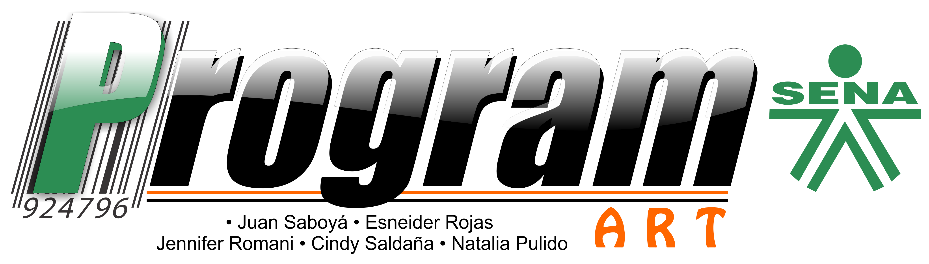 Program
SENA
924796
• Juan Saboyá • Esneider Rojas
ART
Jennifer Romani • Cindy Saldaña • Natalia Pulido